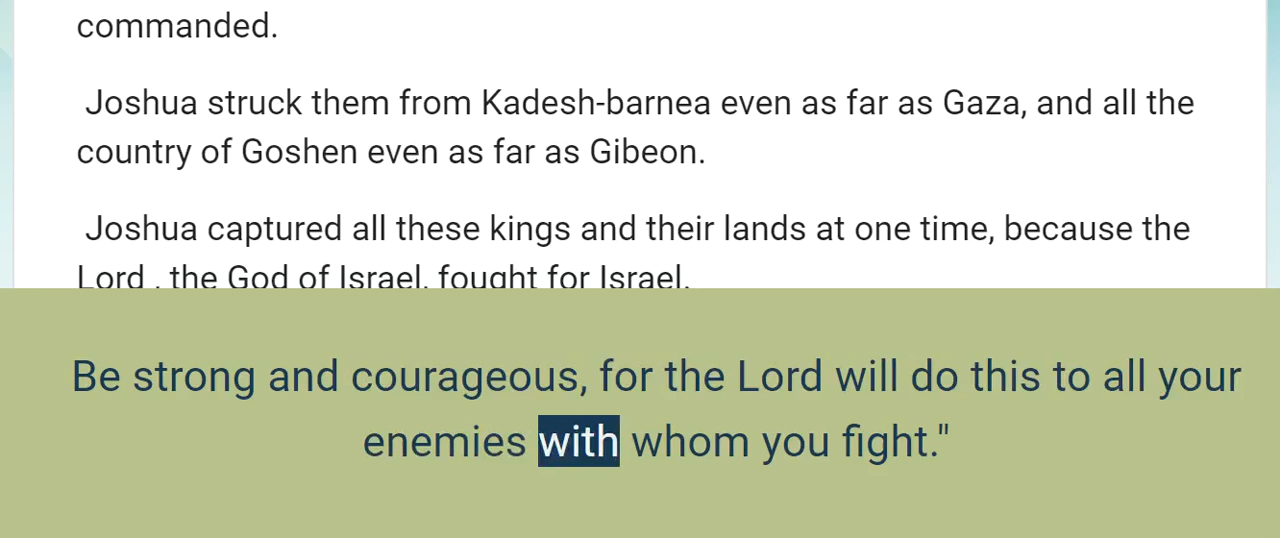 commanded.
Joshua struck them from Kadesh-barnea even as far as Gaza, and all the
country of Goshen even as far as Gibeon.
Joshua captured all these kings and their lands at one time, because the
Lord , the God of Israel, fought for Israel.
Be strong and courageous, for the Lord will do this to all your
enemies with whom you fight."